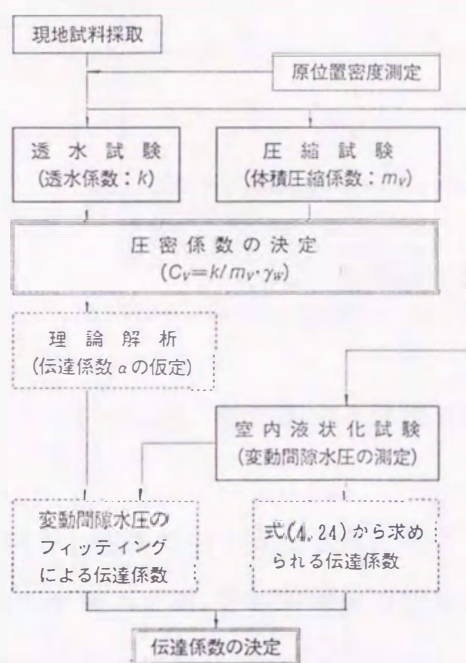 現地試料採取
原位置密度測定
透水試験
(透水係数：k)
圧縮試験
(体積圧縮係数：mv)
圧密係数の決定
(Cv=k/mv・γw)
理論解析
(伝達係数αの仮定)
室内液状化試験
(変動間隙水圧の測定)
変動間隙水圧の
フィッティング
による伝達係数
式(4.24)から求め
られる伝達係数
伝達係数の決定